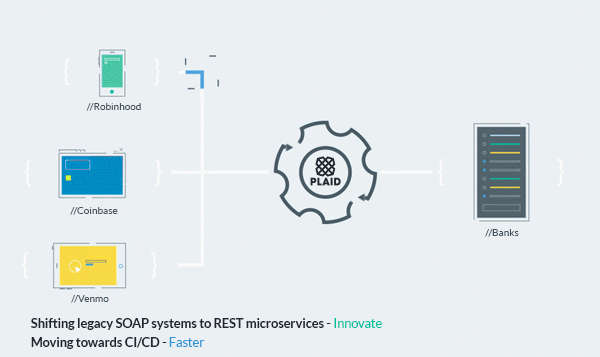 //Robinhood
PLAID
//Coinbase
//Banks
//Venmo
Shifting legacy SOAP systems to REST microservices - Innovate
Moving towards CI/CD - Faster